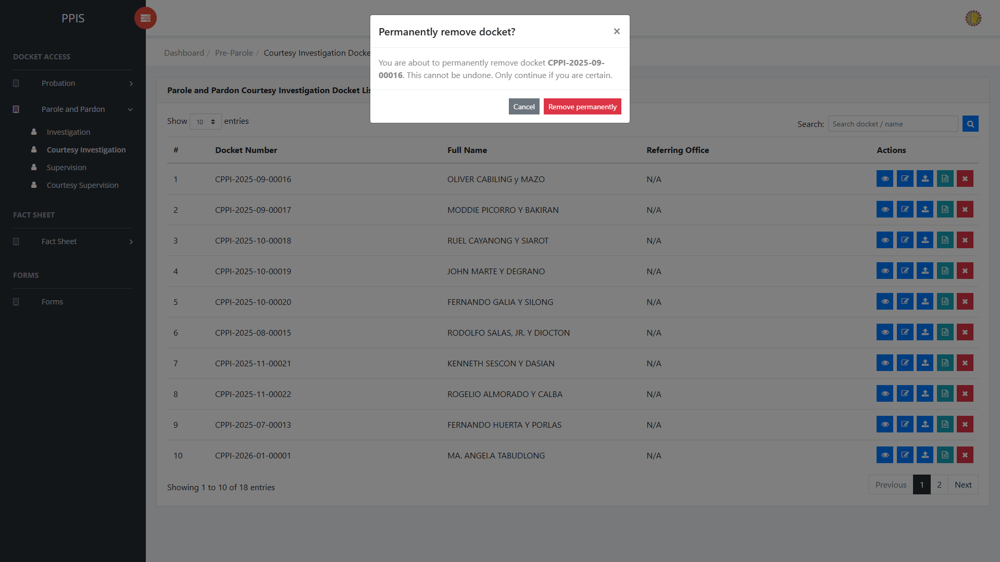 PPIS
DOCKET ACCESS
Probation
Parole and Pardon
Investigation
Courtesy Investigation
Supervision
Courtesy Supervision
FACT SHEET
Fact Sheet
FORMS
Forms
Permanently remove docket?
×
You are about to permanently remove docket CPPI-2025-09-
00016. This cannot be undone. Only continue if you are certain.
Cancel Remove permanently
Dashboard / Pre-Parole / Courtesy Investigation Docke
Parole and Pardon Courtesy Investigation Docket Lis
Show 10 entries
Search: Search docket / name
# Docket Number Full Name Referring Office Actions
1 CPPI-2025-09-00016 OLIVER CABILING y MAZO N/A
2 CPPI-2025-09-00017 MODDIE PICORRO Y BAKIRAN N/A
3 CPPI-2025-10-00018 RUEL CAYANONG Y SIAROT N/A
4 CPPI-2025-10-00019 JOHN MARTE Y DEGRANO N/A
5 CPPI-2025-10-00020 FERNANDO GALIA Y SILONG N/A
6 CPPI-2025-08-00015 RODOLFO SALAS, JR. Y DIOCTON N/A
7 CPPI-2025-11-00021 KENNETH SESCON Y DASIAN N/A
8 CPPI-2025-11-00022 ROGELIO ALMORADO Y CALBA N/A
9 CPPI-2025-07-00013 FERNANDO HUERTA Y PORLAS N/A
10 CPPI-2026-01-00001 MA. ANGEI.A TABUDLONG N/A
Showing 1 to 10 of 18 entries
Previous 1 2 Next